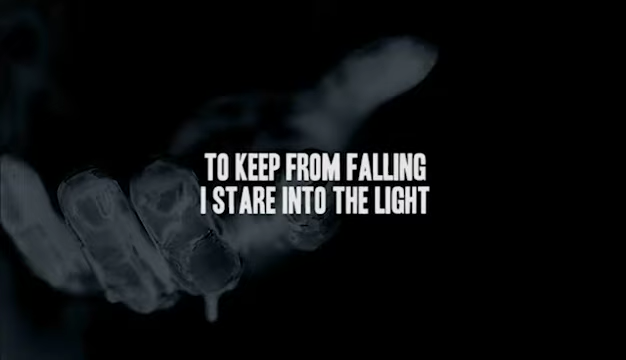 TO KEEP FROM FALLING
I STARE INTO THE LIGHT